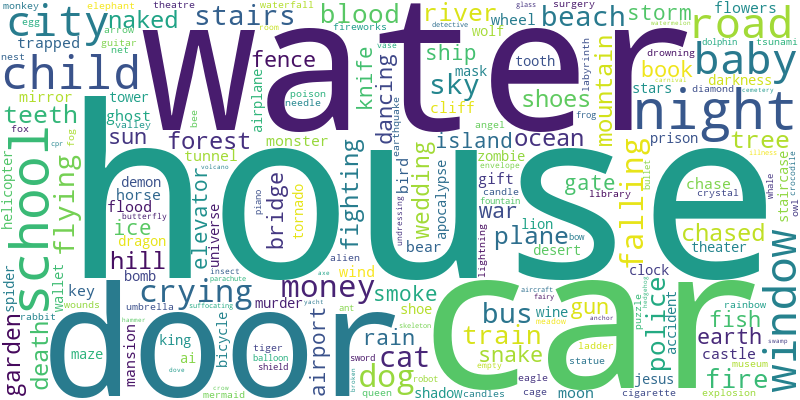 monkey
elephant
theatre
waterfall
city
naked
stairs
blood
river
beach
storm
flowers
road
baby
child
water
night
house
car
door
window
school
flying
falling
crying
money
egg
arrow
guitar
net
room
fireworks
detective
wheel
wolf
surgery
glass
watermelon
dolphin
tsunami
trapped
nest
mirror
tower
airplane
fence
vase
knife
dancing
ship
mask
sky
cliff
tooth
shoes
labyrinth
drowning
book
darkness
mountain
stars
diamond
carnival
cemetery
teeth
ghost
valley
bee
poison
needle
earthquake
angel
island
ocean
frog
prison
tree
fox
cpr
fog
sun
forest
monster
tunnel
volcano
zombie
envelope
bullet
illness
whale
owl
crocodile
staircase
helicopter
demon
horse
butterfly
flood
ice
dragon
hill
bomb
elevator
universe
insect
parachute
piano
bridge
tornado
alien
fighting
bird
undressing
wedding
apocalypse
bear
gift
candle
fountain
war
lightning
library
lion
desert
plane
bow
gate
chase
crystal
chased
theater
clock
wind
spider
wallet
key
wounds
rabbit
umbrella
suffocating
murder
axe
yacht
smoke
ant
shoe
aircraft
fairy
bus
wine
meadow
anchor
gun
police
hedgehog
puzzle
accident
rainbow
fish
earth
swamp
garden
death
maze
mansion
hammer
king
ai
dove
bicycle
tiger
balloon
shield
sword
airport
rain
skeleton
broken
cat
dog
robot
queen
train
snake
empty
ladder
statue
castle
museum
fire
jesus
crow
mermaid
shadow
candles
eagle
cage
moon
cigarette